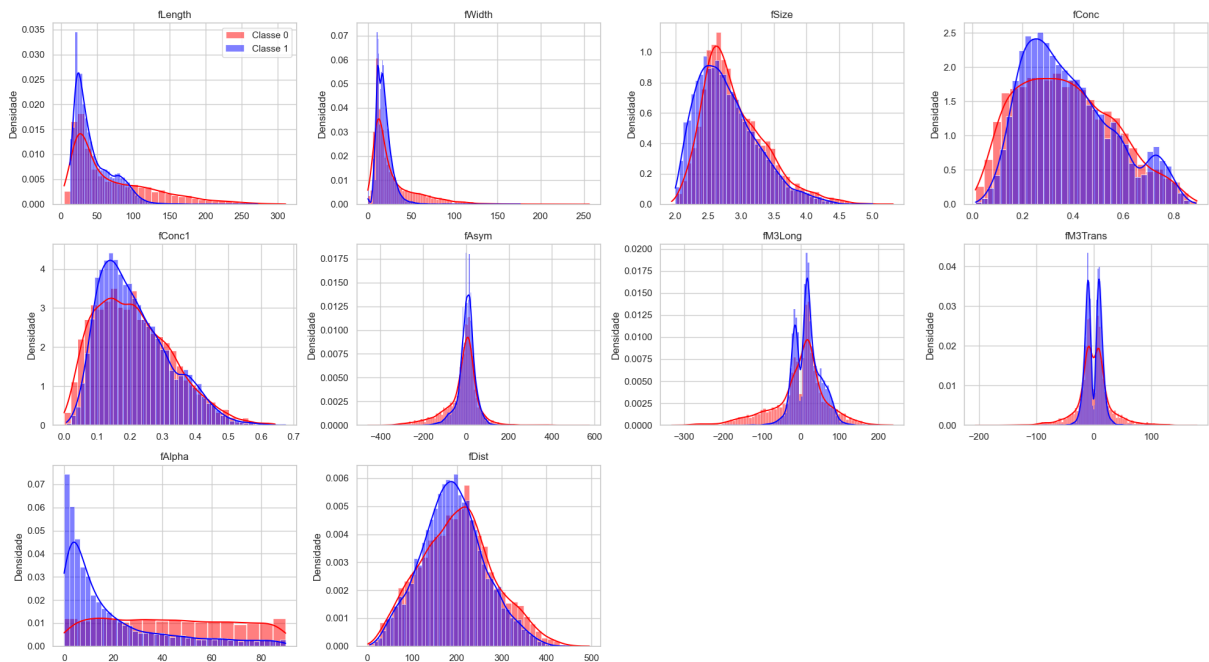 fLength
Densidade
0.035
0.030
0.025
0.020
0.015
0.010
0.005
0.000
0 50 100 150 200 250 300
Classe 0
Classe 1
fWidth
Densidade
0.07
0.06
0.05
0.04
0.03
0.02
0.01
0.00
0 50 100 150 200 250
fSize
Densidade
1.0
0.8
0.6
0.4
0.2
0.0
2.0 2.5 3.0 3.5 4.0 4.5 5.0
fConc
Densidade
2.5
2.0
1.5
1.0
0.5
0.0
0.0 0.2 0.4 0.6 0.8
fConc1
Densidade
4
3
2
1
0
0.0 0.1 0.2 0.3 0.4 0.5 0.6 0.7
fAsym
Densidade
0.0175
0.0150
0.0125
0.0100
0.0075
0.0050
0.0025
0.0000
−400 −200 0 200 400 600
fM3Long
Densidade
0.0200
0.0175
0.0150
0.0125
0.0100
0.0075
0.0050
0.0025
0.0000
−300 −200 −100 0 100 200
fM3Trans
Densidade
0.04
0.03
0.02
0.01
0.00
−200 −100 0 100
fAlpha
Densidade
0.07
0.06
0.05
0.04
0.03
0.02
0.01
0.00
0 20 40 60 80
fDist
Densidade
0.006
0.005
0.004
0.003
0.002
0.001
0.000
0 100 200 300 400 500